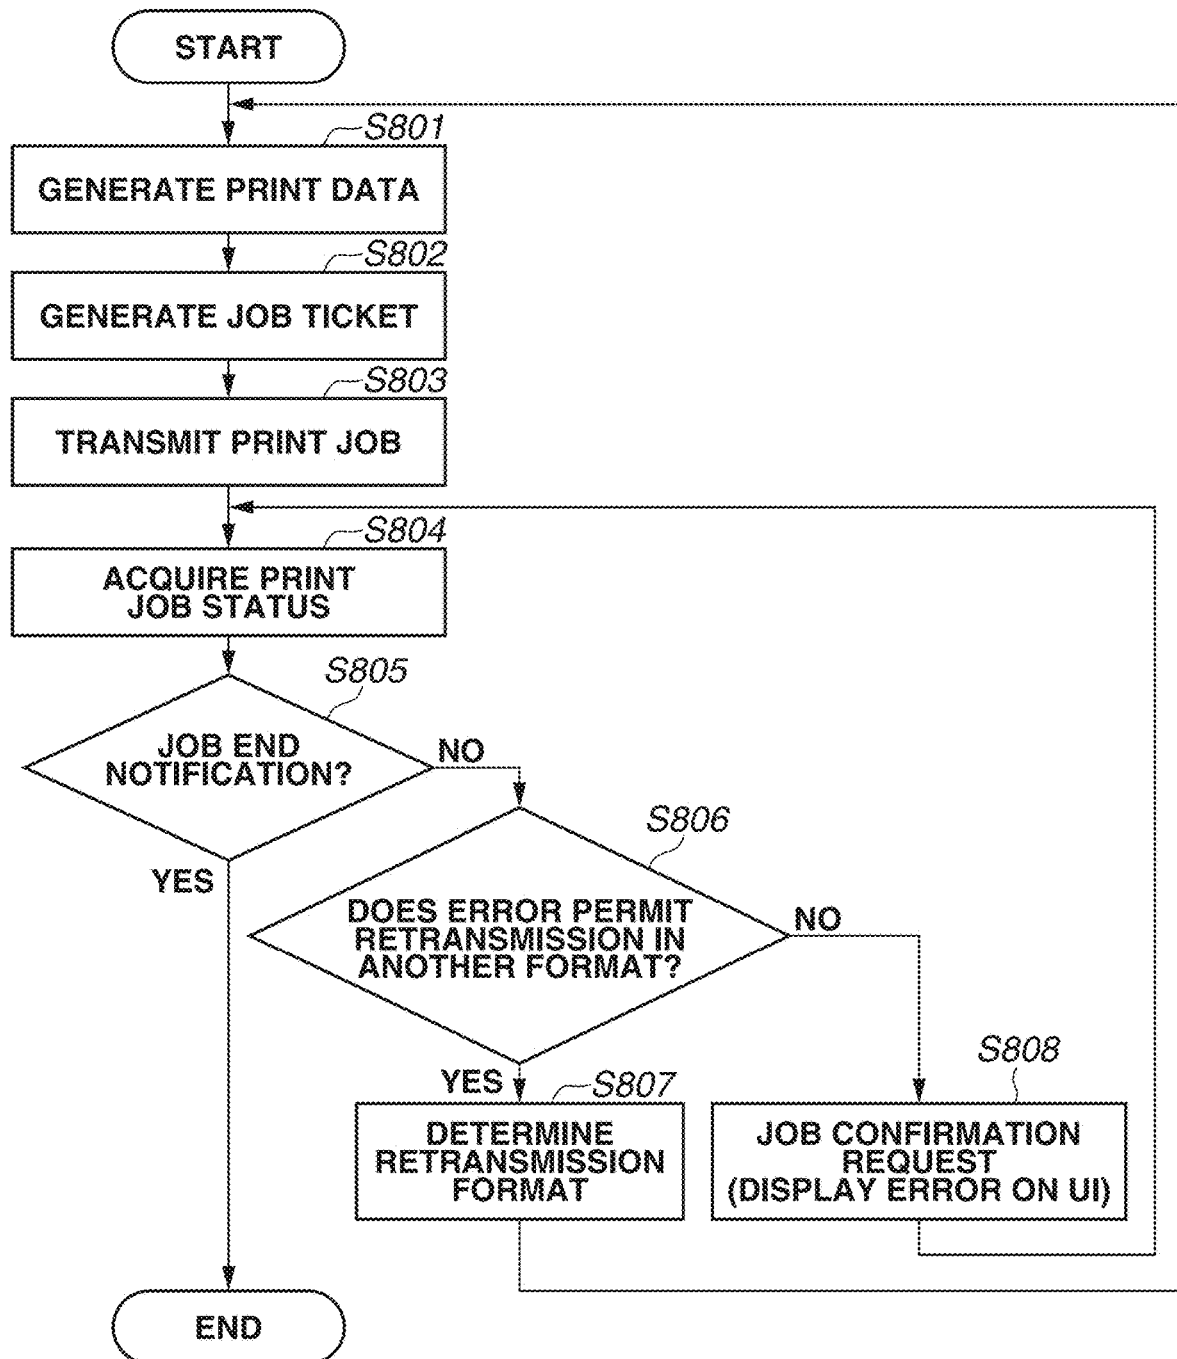 START
S801
GENERATE PRINT DATA
S802
GENERATE JOB TICKET
S803
TRANSMIT PRINT JOB
S804
ACQUIRE PRINT
JOB STATUS
S805
JOB END
NOTIFICATION?
NO
YES
S806
DOES ERROR PERMIT
RETRANSMISSION IN
ANOTHER FORMAT?
NO
YES
S807
DETERMINE
RETRANSMISSION
FORMAT
S808
JOB CONFIRMATION
REQUEST
(DISPLAY ERROR ON UI)
END